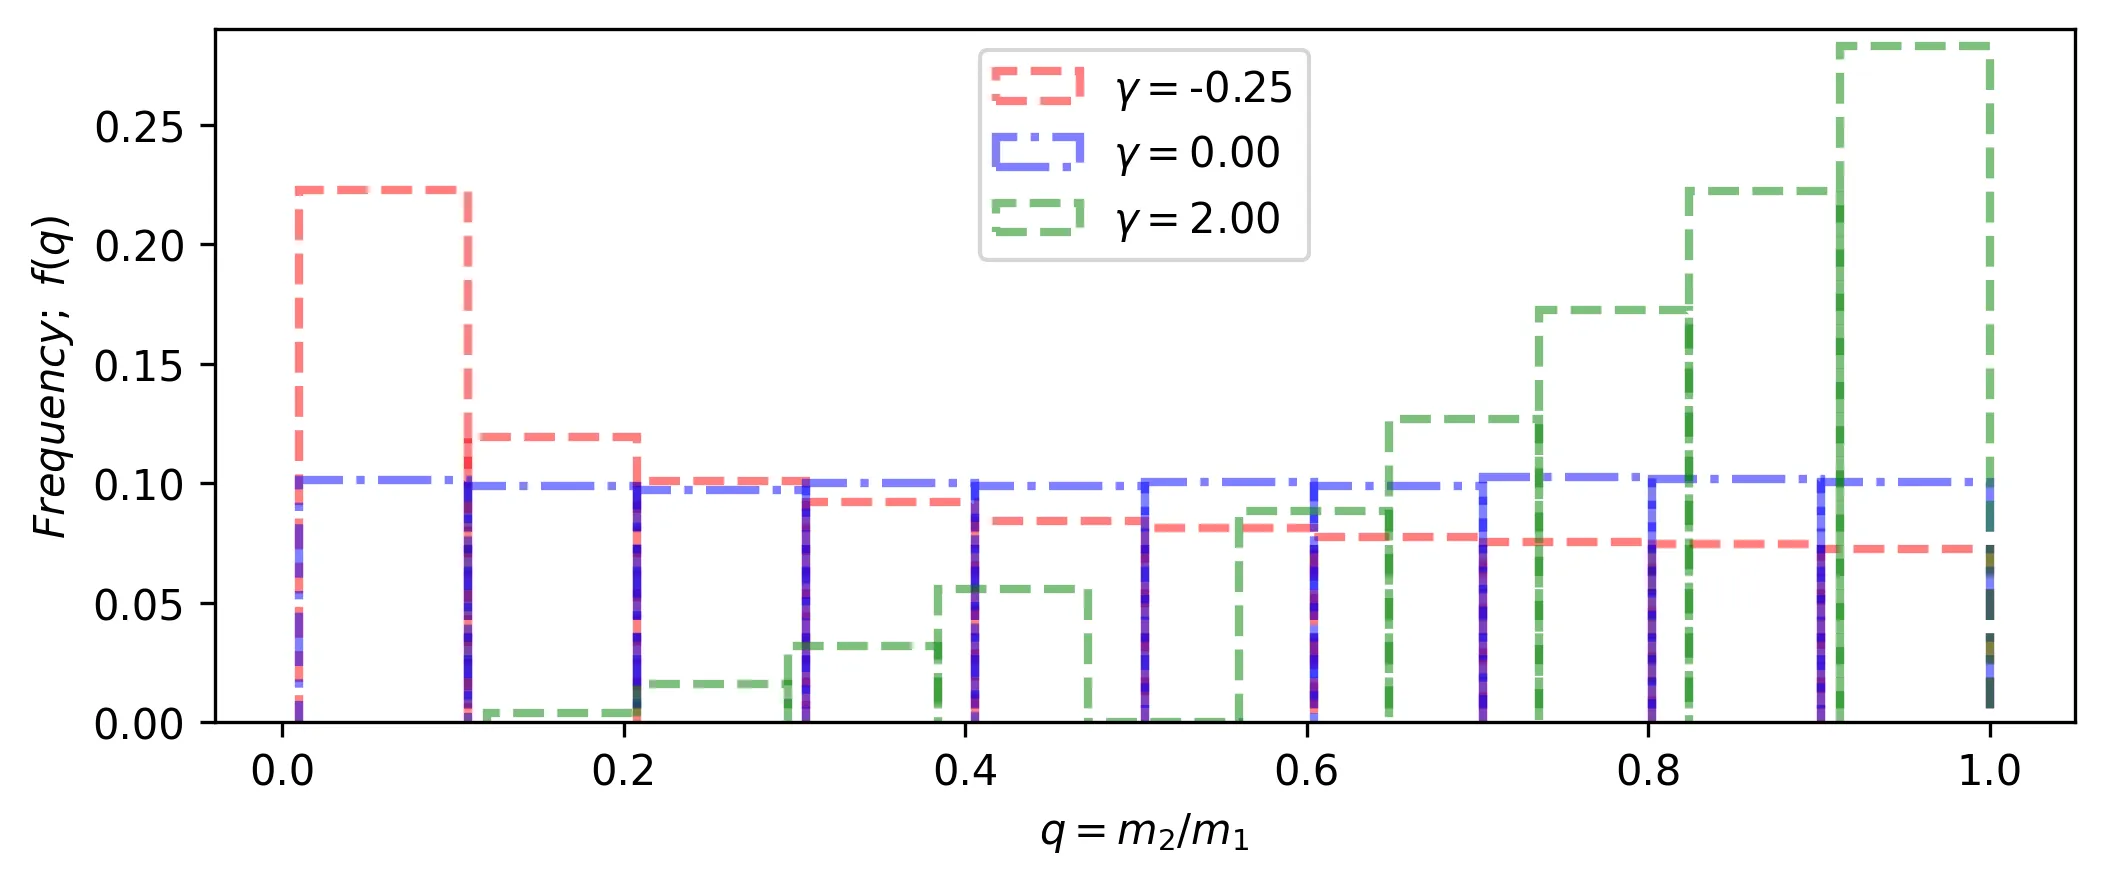 γ = -0.25
γ = 0.00
γ = 2.00
Frequency; f(q)
0.25
0.20
0.15
0.10
0.05
0.00
0.0 0.2 0.4 0.6 0.8 1.0
q = m₂/m₁